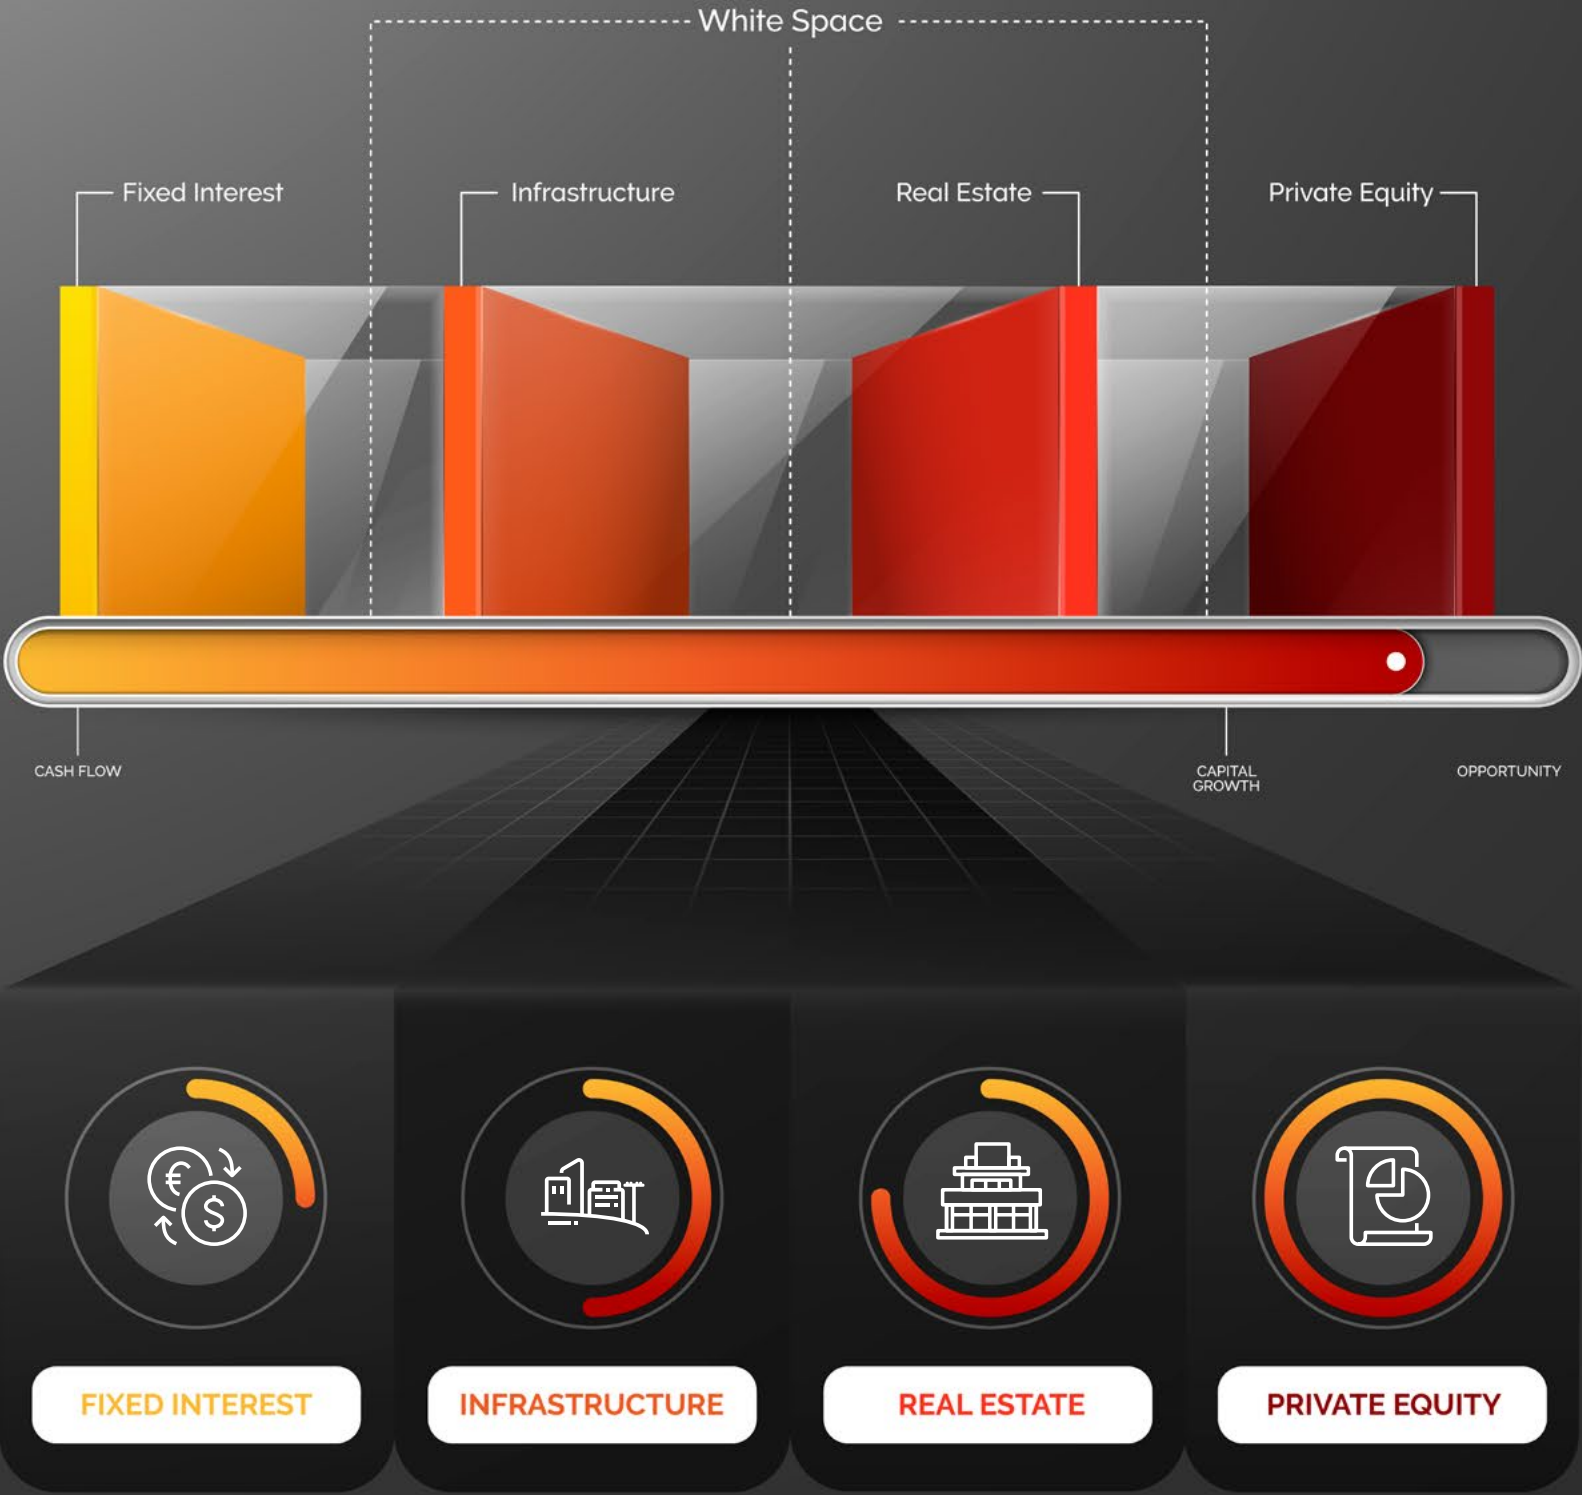 White Space
Fixed Interest
Infrastructure
Real Estate
Private Equity
CASH FLOW
CAPITAL
GROWTH
OPPORTUNITY
€
$
FIXED INTEREST
INFRASTRUCTURE
REAL ESTATE
PRIVATE EQUITY